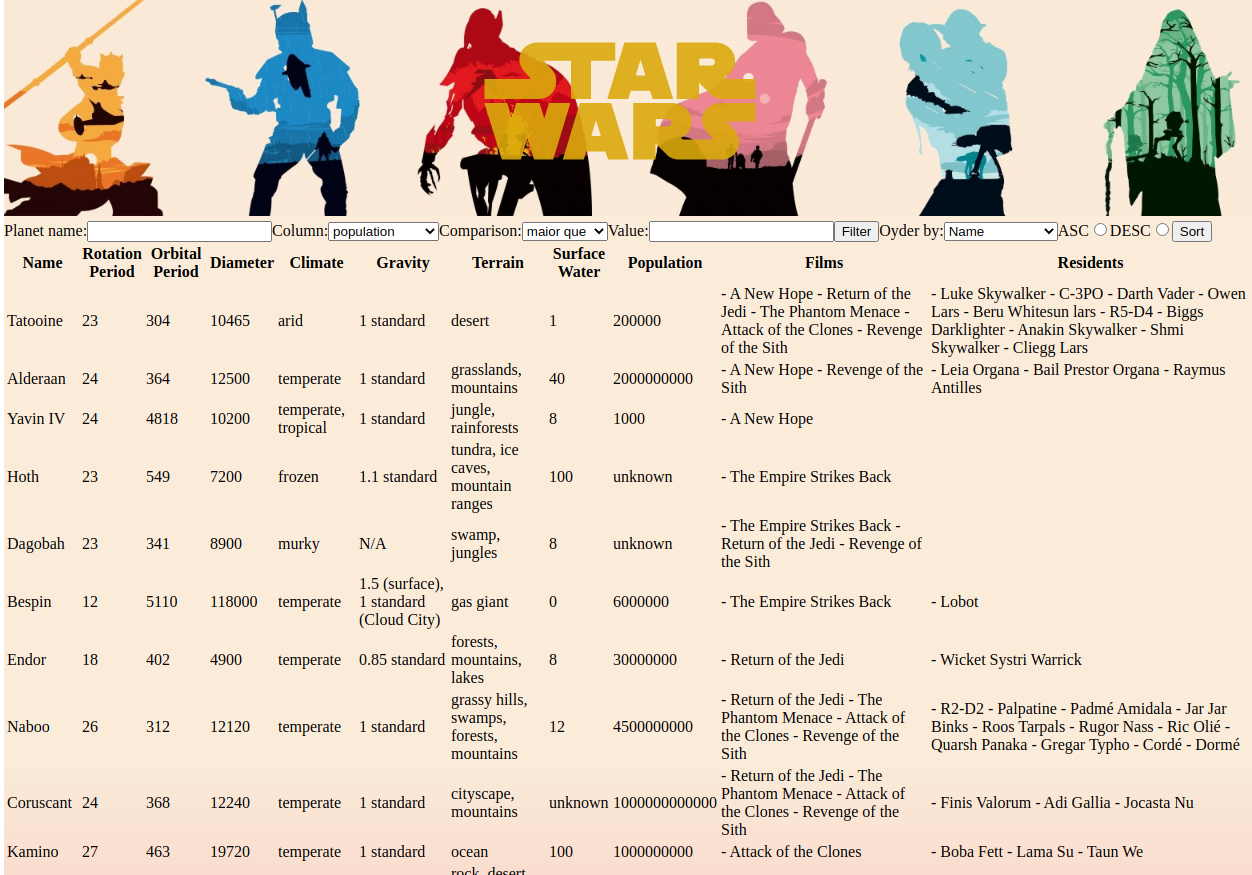 STAR
WARS
Planet name: Column: population Comparison: maior que Value: Filter Oyder by: Name ASC DESC Sort
Name Rotation Period Orbital Period Diameter Climate Gravity Terrain Surface Water Population Films Residents
Tatooine 23 304 10465 arid 1 standard desert 1 200000 - A New Hope - Return of the Jedi - The Phantom Menace - Attack of the Clones - Revenge of the Sith - Luke Skywalker - C-3PO - Darth Vader - Owen Lars - Beru Whitesun lars - R5-D4 - Biggs Darklighter - Anakin Skywalker - Shmi Skywalker - Cliegg Lars
Alderaan 24 364 12500 temperate 1 standard grasslands, mountains 40 2000000000 - A New Hope - Revenge of the Sith - Leia Organa - Bail Prestor Organa - Raymus Antilles
Yavin IV 24 4818 10200 temperate, tropical 1 standard jungle, rainforests 8 1000 - A New Hope
Hoth 23 549 7200 frozen 1.1 standard tundra, ice caves, mountain ranges 100 unknown - The Empire Strikes Back
Dagobah 23 341 8900 murky N/A swamp, jungles 8 unknown - The Empire Strikes Back - Return of the Jedi - Revenge of the Sith
Bespin 12 5110 118000 temperate 1.5 (surface), 1 standard (Cloud City) gas giant 0 6000000 - The Empire Strikes Back - Lobot
Endor 18 402 4900 temperate 0.85 standard forests, mountains, lakes 8 30000000 - Return of the Jedi - Wicket Systri Warrick
Naboo 26 312 12120 temperate 1 standard grassy hills, swamps, forests, mountains 12 4500000000 - Return of the Jedi - The Phantom Menace - Attack of the Clones - Revenge of the Sith - R2-D2 - Palpatine - Padmé Amidala - Jar Jar Binks - Roos Tarpals - Rugor Nass - Ric Olié - Quarsh Panaka - Gregar Typho - Cordé - Dormé
Coruscant 24 368 12240 temperate 1 standard cityscape, mountains unknown 1000000000000 - Return of the Jedi - The Phantom Menace - Attack of the Clones - Revenge of the Sith - Finis Valorum - Adi Gallia - Jocasta Nu
Kamino 27 463 19720 temperate 1 standard ocean 100 1000000000 - Attack of the Clones - Boba Fett - Lama Su - Taun We
rock, desert